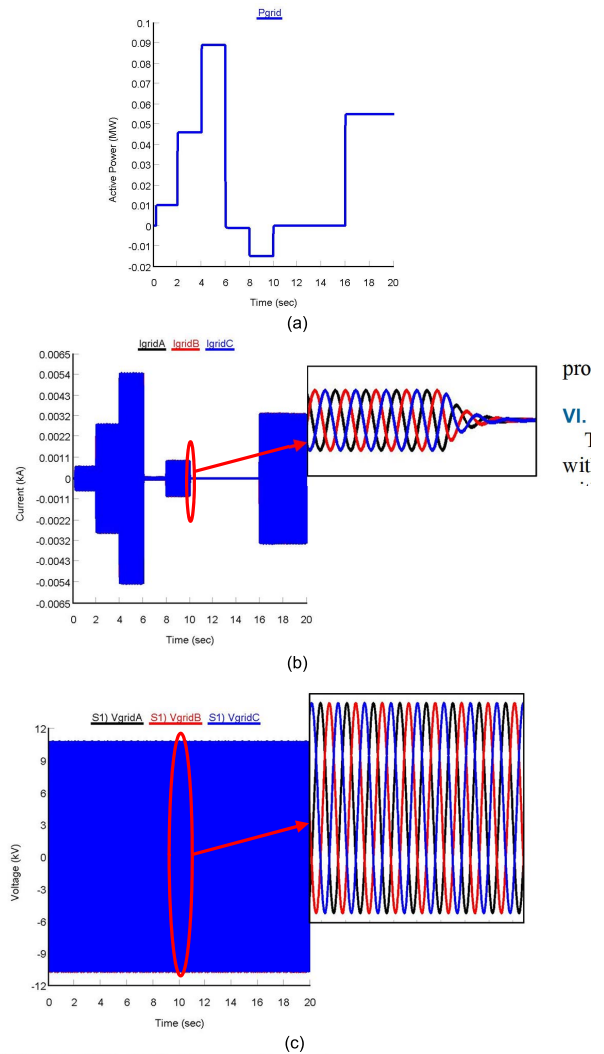 Pgrid
0.1
0.09
0.08
0.07
0.06
0.05
0.04
0.03
0.02
0.01
0
-0.01
-0.02
Active Power (MW)
0 2 4 6 8 10 12 14 16 18 20
Time (sec)
(a)
IgridA IgridB IgridC
0.0065
0.0054
0.0043
0.0032
0.0022
0.0011
0
-0.0011
-0.0022
-0.0032
-0.0043
-0.0054
-0.0065
Current (kA)
0 2 4 6 8 10 12 14 16 18 20
Time (sec)
(b)
pro
VI.
T
with
S1) VgridA S1) VgridB S1) VgridC
12
9
6
3
0
-3
-6
-9
-12
Voltage (kV)
0 2 4 6 8 10 12 14 16 18 20
Time (sec)
(c)